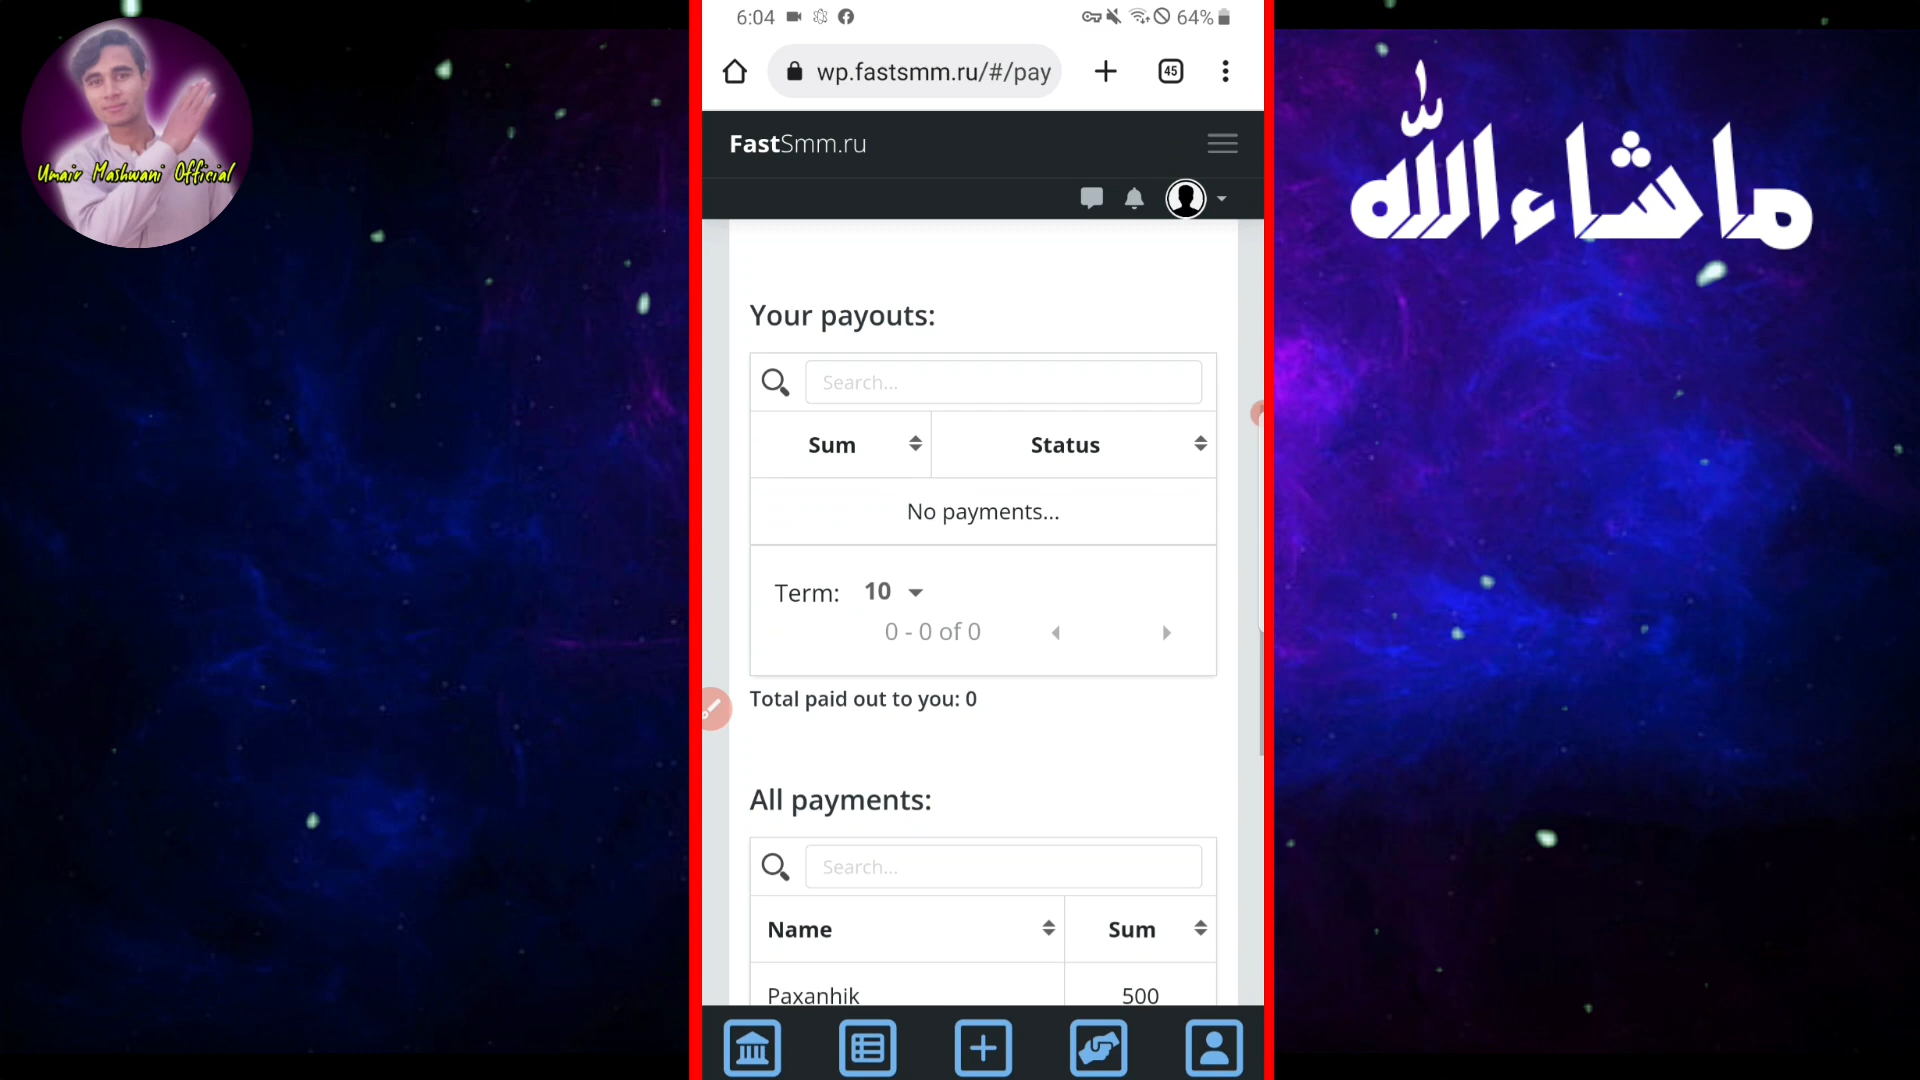 6:04
64%
wp.fastsmm.ru/#/pay
45
FastSmm.ru
Umair Mashwani Official
ماشاءالله
Your payouts:
Search...
Sum Status
No payments...
Term: 10
0 - 0 of 0
Total paid out to you: 0
All payments:
Search...
Name Sum
Paxanhik 500